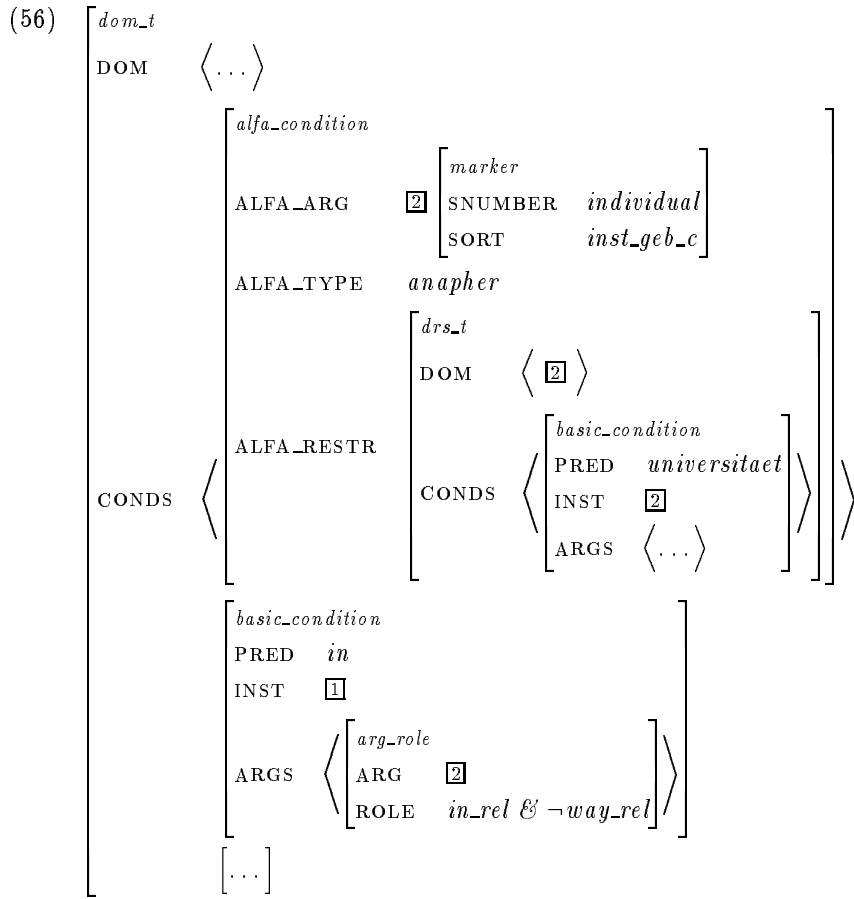 (56) dom_t
DOM ⟨...⟩
alfa_condition
marker
ALFA_ARG 2 SNUMBER individual
SORT inst_geb_c
ALFA_TYPE anapher
drs_t
DOM ⟨ 2 ⟩
basic_condition
ALFA_RESTR PRED universitaet
CONDS CONDS INST 2
ARGS ⟨...⟩
basic_condition
PRED in
INST 1
arg_role
ARGS ARG 2
ROLE in_rel & ¬way_rel
[...]